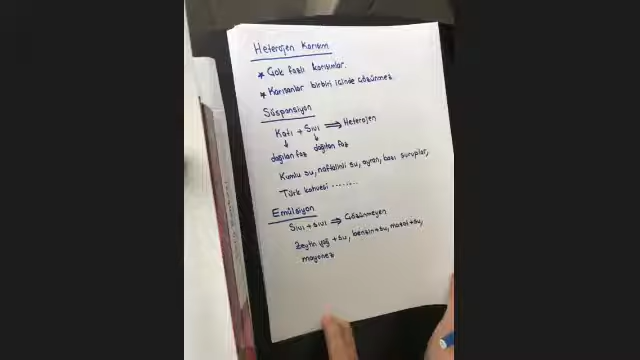 Heterojen Karışım
* Çok fazlı karışımlar.
* Karışanlar birbiri içinde çözünmez.
Süspansiyon
Katı + Sıvı ⟹ Heterojen
↓ ↓
dağılan faz dağıtan faz
Kumlu su, naftalinli su, ayran, bazı şuruplar,
Türk kahvesi ........
Emülsiyon
Sıvı + sıvı ⟹ Çözünmeyen
Zeytin yağ + su, benzin + su, mazot + su,
mayonez